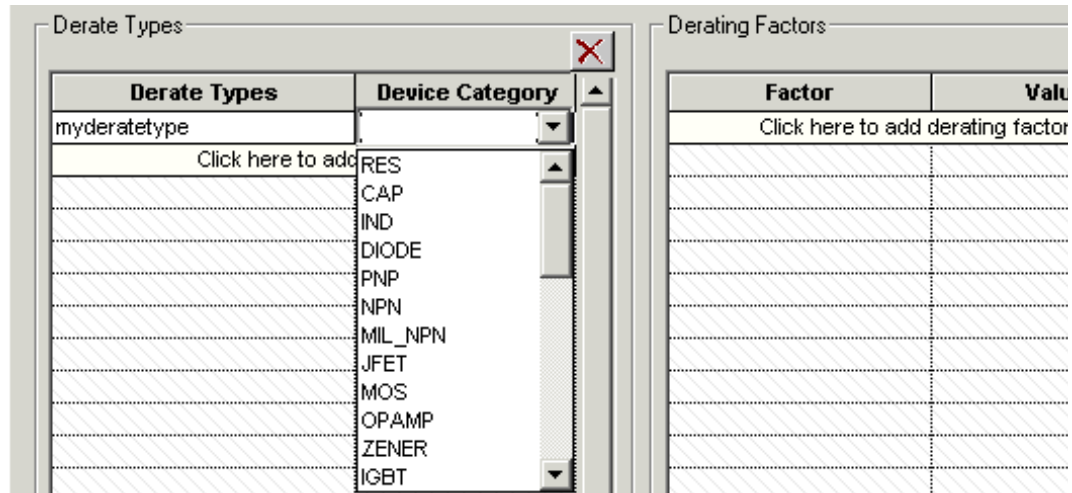 Derate Types
Derating Factors
Derate Types Device Category
Factor Valu
myderatetype
Click here to add derating factor
Click here to add
RES
CAP
IND
DIODE
PNP
NPN
MIL_NPN
JFET
MOS
OPAMP
ZENER
IGBT